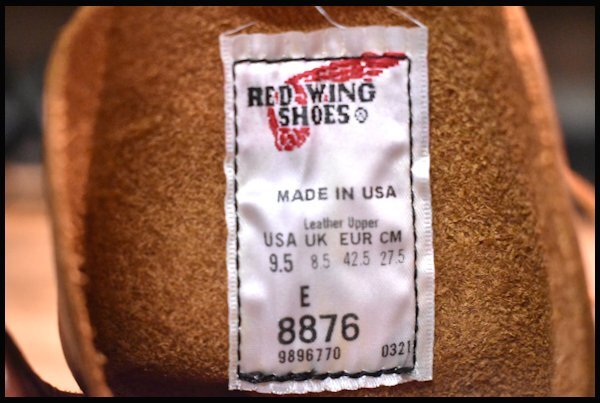 RED WING
SHOES®
MADE IN USA
Leather Upper
USA UK EUR CM
9.5 8.5 42.5 27.5
E
8876
9896770 0321